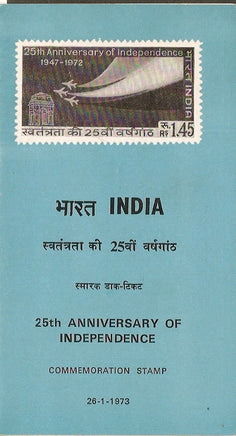 25th Anniversary of Independence
1947-1972
भारत INDIA
स्वतंत्रता की 25वीं वर्षगांठ
रु. RS 1.45
भारत INDIA
स्वतंत्रता की 25वीं वर्षगांठ
स्मारक डाक-टिकट
25th ANNIVERSARY OF
INDEPENDENCE
COMMEMORATION STAMP
26-1-1973